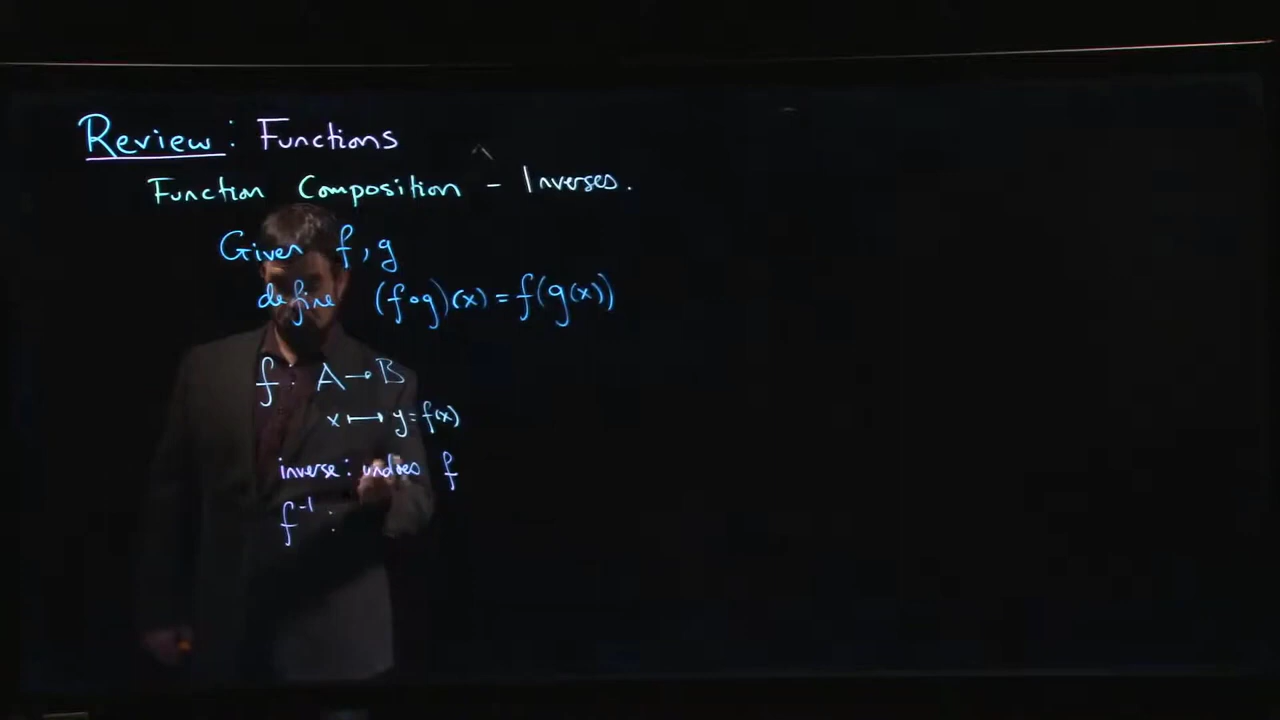 Review: Functions
Function Composition - Inverses.
Given f, g
define (f∘g)(x) = f(g(x))
f: A → B
x ↦ y = f(x)
inverse: undoes f
f⁻¹ :